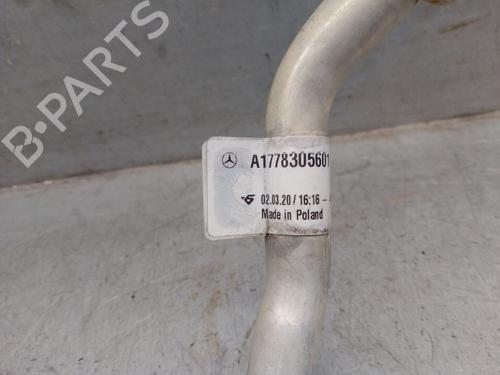 B-PARTS
A1778305601
02.03.20 / 16:16 -
Made in Poland